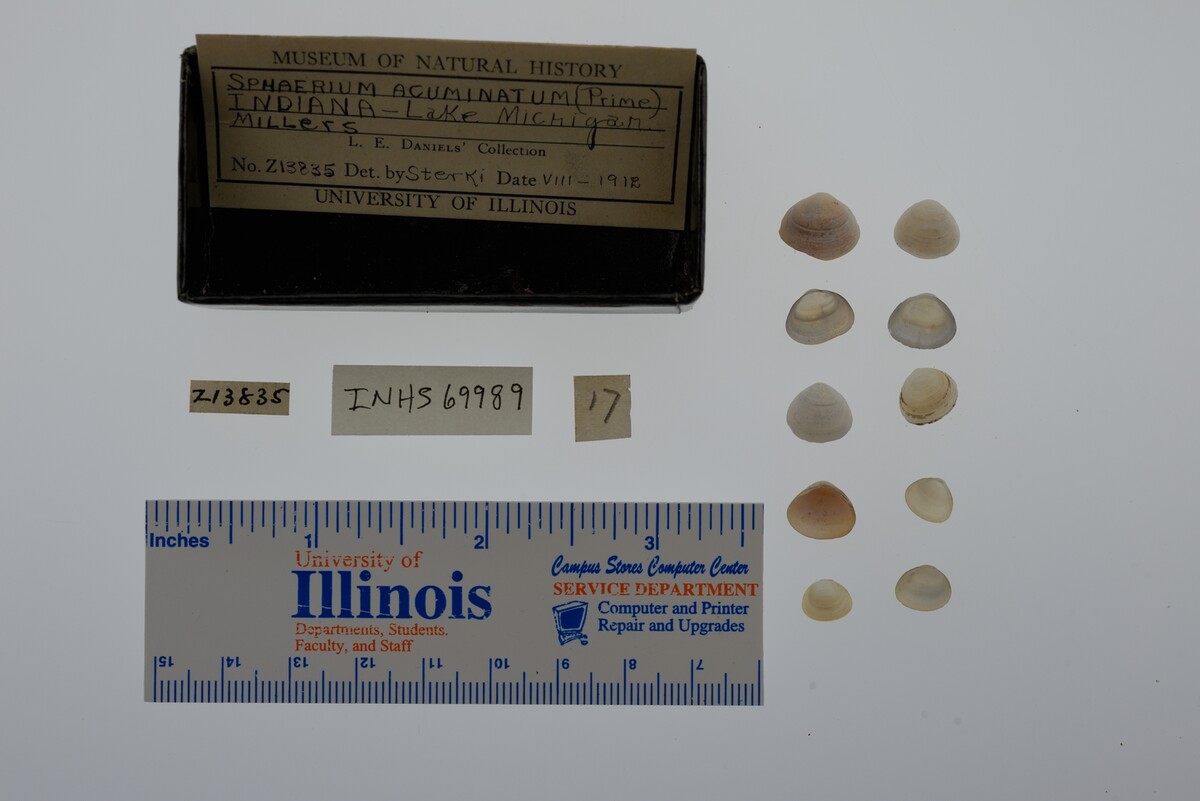 MUSEUM OF NATURAL HISTORY
SPHAERIUM ACUMINATUM (Prime)
INDIANA - Lake Michigan.
Millers
L. E. DANIELS' Collection
No. Z13835 Det. by Sterki Date VIII - 1912
UNIVERSITY OF ILLINOIS
Z13835
INHS 69989
17
Inches 1 2 3
University of
Illinois
Departments, Students,
Faculty, and Staff
Campus Stores Computer Center
SERVICE DEPARTMENT
Computer and Printer
Repair and Upgrades
15 14 13 12 11 10 9 8 7